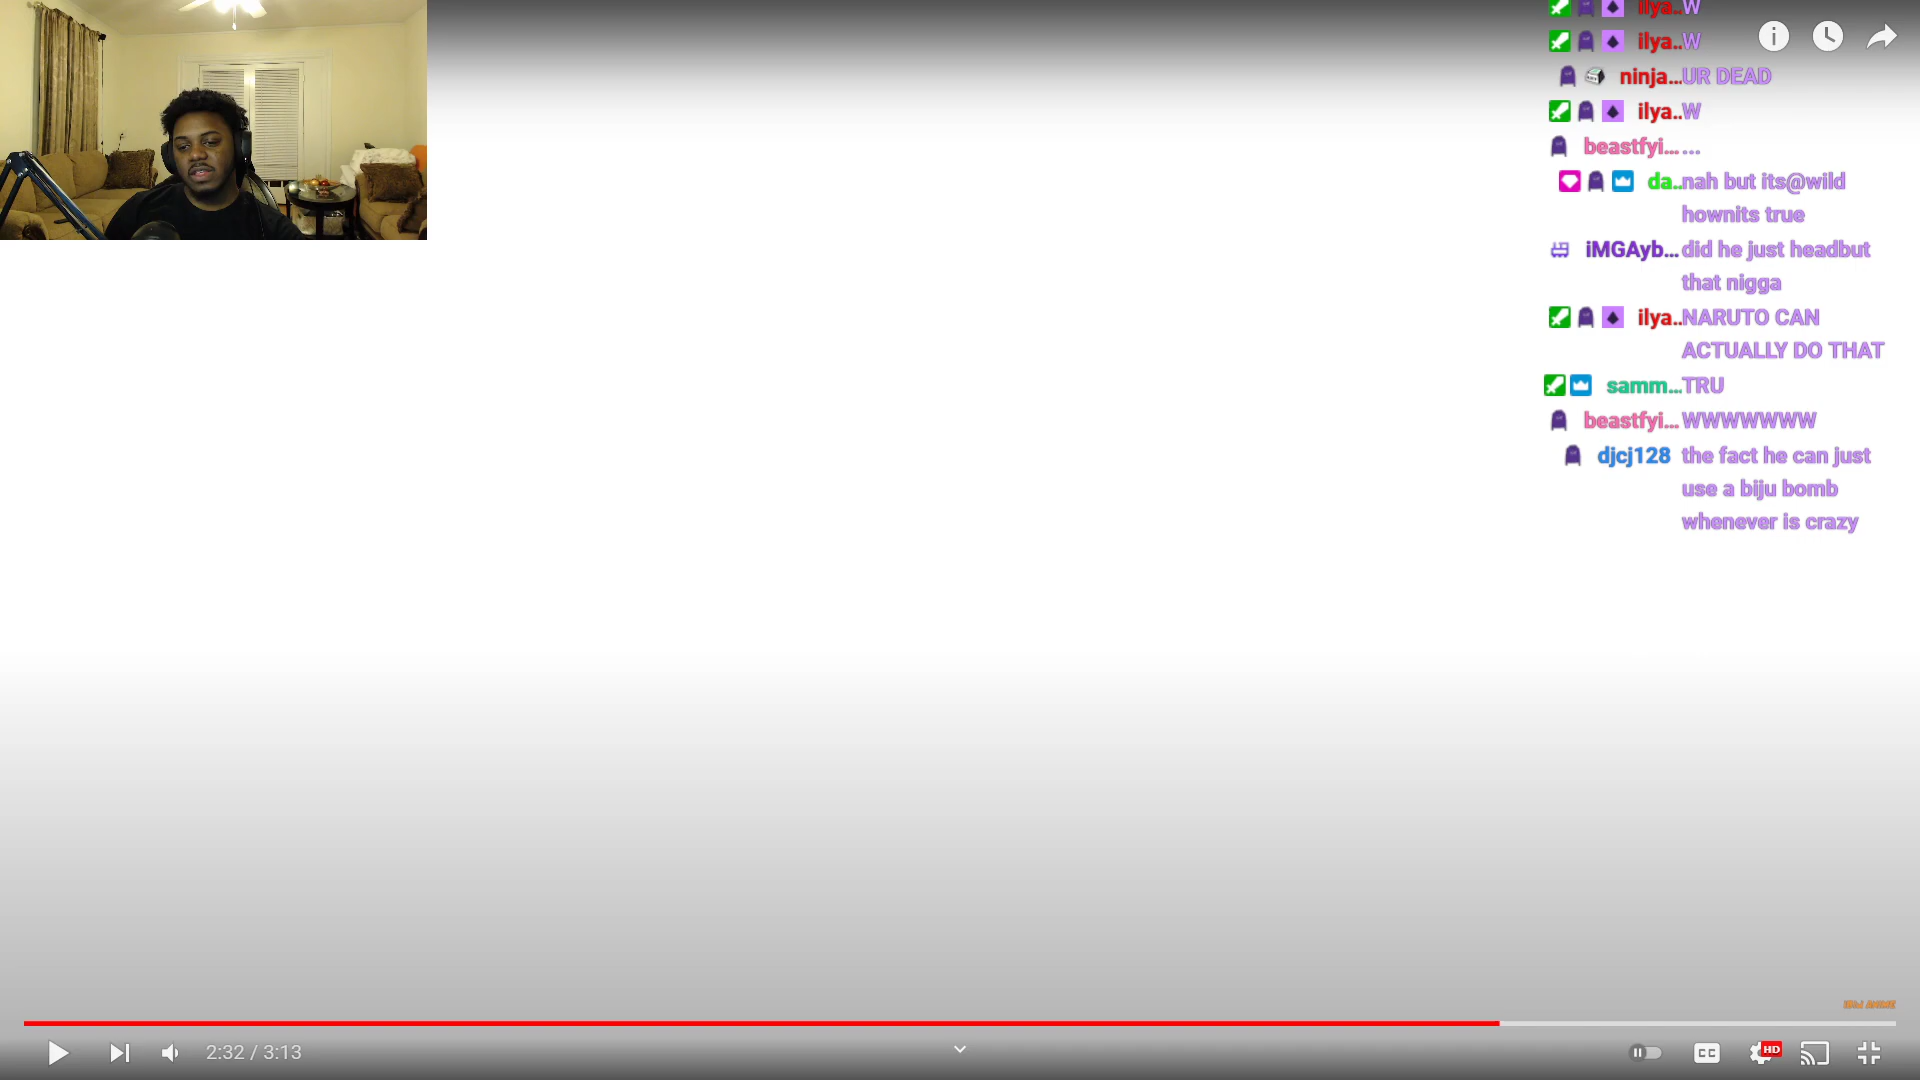 ilya..W
ilya..W
ninja...UR DEAD
ilya..W
beastfyi......
da..nah but its@wild
hownits true
iMGAyb...did he just headbut
that nigga
ilya..NARUTO CAN
ACTUALLY DO THAT
samm...TRU
beastfyi...WWWWWWW
djcj128 the fact he can just
use a biju bomb
whenever is crazy
2:32 / 3:13
CC
HD